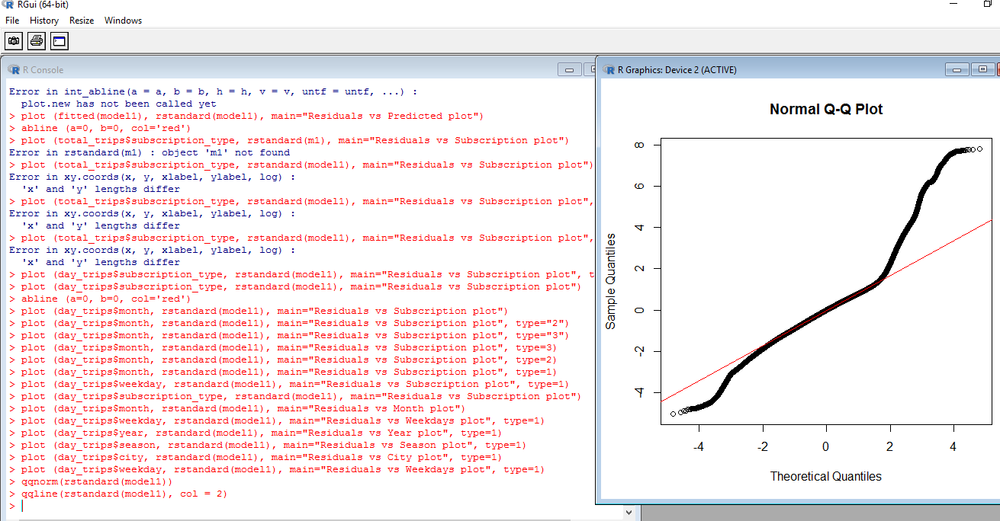 RGui (64-bit)
File History Resize Windows
R Console
Error in int_abline(a = a, b = b, h = h, v = v, untf = untf, ...) :
  plot.new has not been called yet
> plot (fitted(model1), rstandard(model1), main="Residuals vs Predicted plot")
> abline (a=0, b=0, col='red')
> plot (total_trips$subscription_type, rstandard(m1), main="Residuals vs Subscription plot")
Error in rstandard(m1) : object 'm1' not found
> plot (total_trips$subscription_type, rstandard(model1), main="Residuals vs Subscription plot")
Error in xy.coords(x, y, xlabel, ylabel, log) :
  'x' and 'y' lengths differ
> plot (total_trips$subscription_type, rstandard(model1), main="Residuals vs Subscription plot",
Error in xy.coords(x, y, xlabel, ylabel, log) :
  'x' and 'y' lengths differ
> plot (total_trips$subscription_type, rstandard(model1), main="Residuals vs Subscription plot",
Error in xy.coords(x, y, xlabel, ylabel, log) :
  'x' and 'y' lengths differ
> plot (day_trips$subscription_type, rstandard(model1), main="Residuals vs Subscription plot", t
> plot (day_trips$subscription_type, rstandard(model1), main="Residuals vs Subscription plot")
> abline (a=0, b=0, col='red')
> plot (day_trips$month, rstandard(model1), main="Residuals vs Subscription plot")
> plot (day_trips$month, rstandard(model1), main="Residuals vs Subscription plot", type="2")
> plot (day_trips$month, rstandard(model1), main="Residuals vs Subscription plot", type="3")
> plot (day_trips$month, rstandard(model1), main="Residuals vs Subscription plot", type=3)
> plot (day_trips$month, rstandard(model1), main="Residuals vs Subscription plot", type=2)
> plot (day_trips$month, rstandard(model1), main="Residuals vs Subscription plot", type=1)
> plot (day_trips$weekday, rstandard(model1), main="Residuals vs Subscription plot", type=1)
> plot (day_trips$subscription_type, rstandard(model1), main="Residuals vs Subscription plot")
> plot (day_trips$month, rstandard(model1), main="Residuals vs Month plot")
> plot (day_trips$weekday, rstandard(model1), main="Residuals vs Weekdays plot", type=1)
> plot (day_trips$year, rstandard(model1), main="Residuals vs Year plot", type=1)
> plot (day_trips$season, rstandard(model1), main="Residuals vs Season plot", type=1)
> plot (day_trips$city, rstandard(model1), main="Residuals vs City plot", type=1)
> plot (day_trips$weekday, rstandard(model1), main="Residuals vs Weekdays plot", type=1)
> qqnorm(rstandard(model1))
> qqline(rstandard(model1), col = 2)
>
R Graphics: Device 2 (ACTIVE)
Normal Q-Q Plot
Sample Quantiles
8
6
4
2
0
-2
-4
-4 -2 0 2 4
Theoretical Quantiles